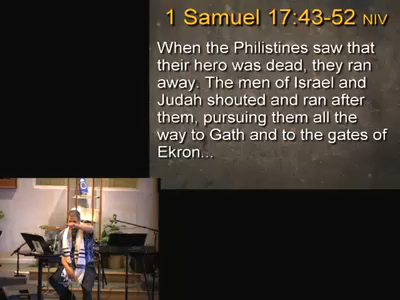 1 Samuel 17:43-52 NIV
When the Philistines saw that
their hero was dead, they ran
away. The men of Israel and
Judah shouted and ran after
them, pursuing them all the
way to Gath and to the gates of
Ekron...